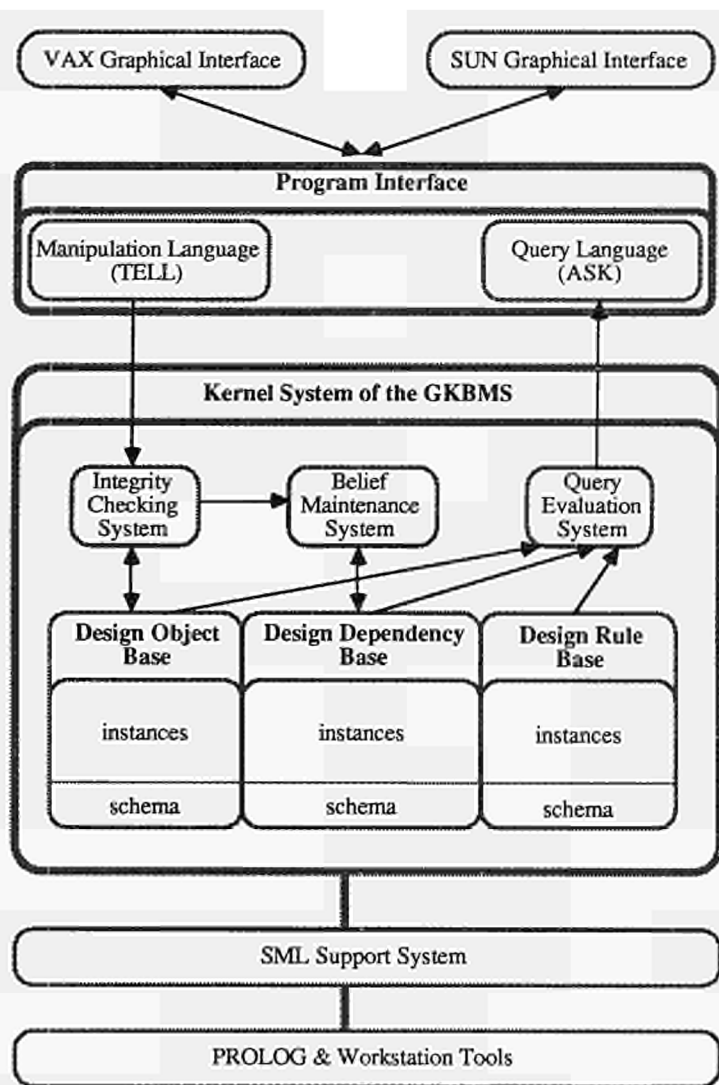 VAX Graphical Interface
SUN Graphical Interface
Program Interface
Manipulation Language
(TELL)
Query Language
(ASK)
Kernel System of the GKBMS
Integrity
Checking
System
Belief
Maintenance
System
Query
Evaluation
System
Design Object
Base
Design Dependency
Base
Design Rule
Base
instances
instances
instances
schema
schema
schema
SML Support System
PROLOG & Workstation Tools